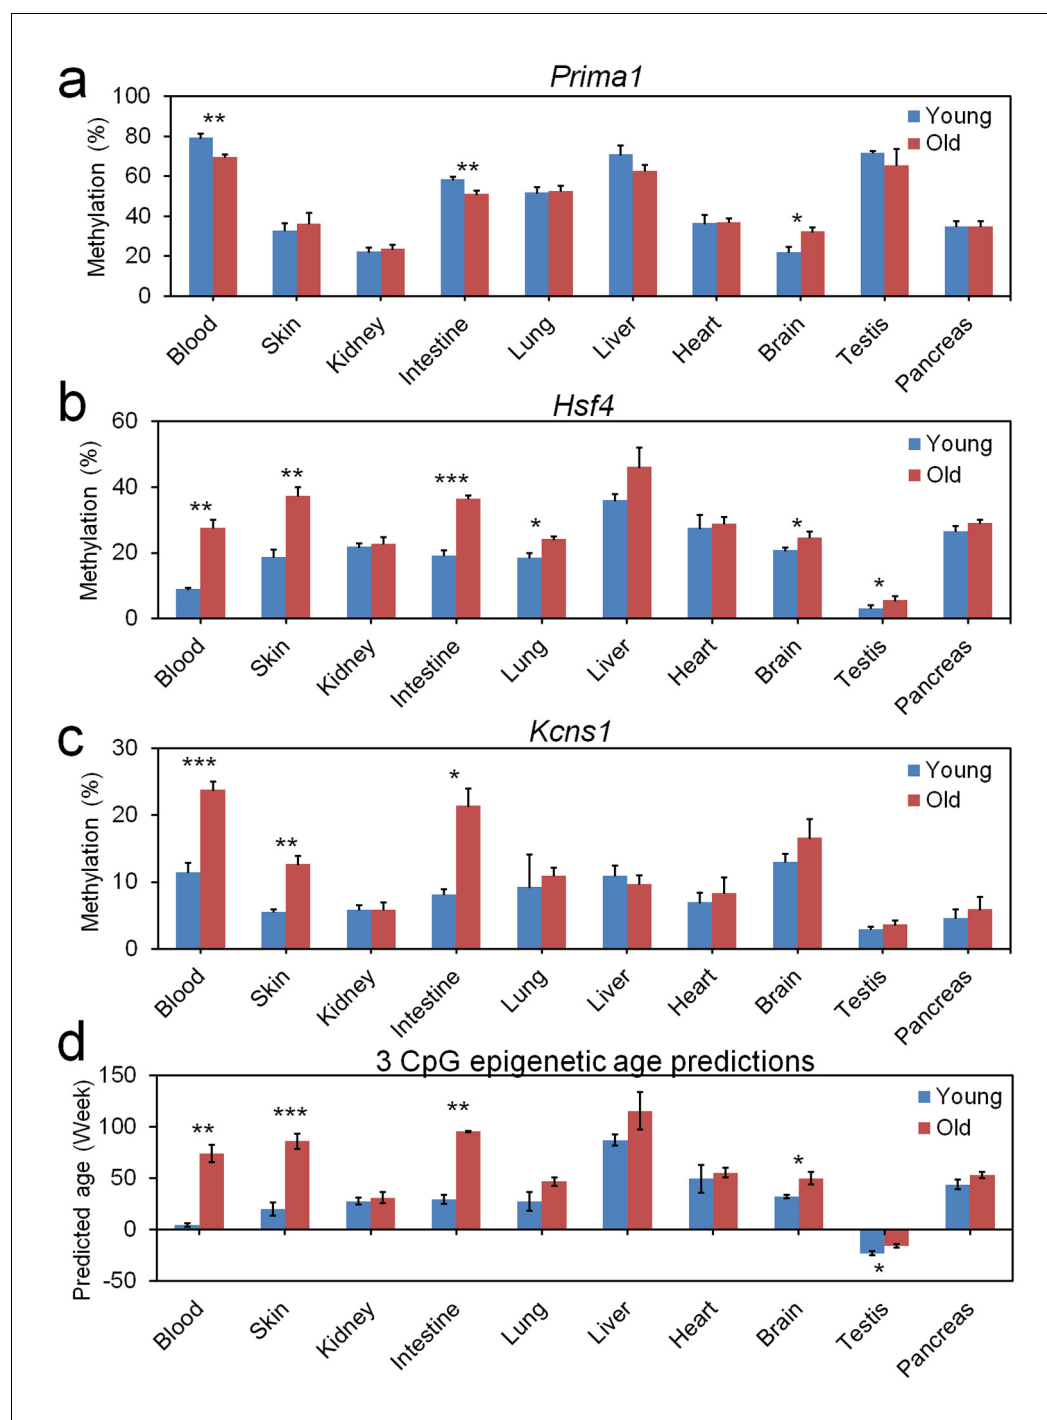 a
Prima1
Methylation (%)
100
80
60
40
20
0
**
**
*
Young
Old
Blood
Skin
Kidney
Intestine
Lung
Liver
Heart
Brain
Testis
Pancreas
b
Hsf4
Methylation (%)
60
40
20
0
**
**
***
*
*
*
Young
Old
Blood
Skin
Kidney
Intestine
Lung
Liver
Heart
Brain
Testis
Pancreas
c
Kcns1
Methylation (%)
30
20
10
0
***
**
*
Young
Old
Blood
Skin
Kidney
Intestine
Lung
Liver
Heart
Brain
Testis
Pancreas
d
3 CpG epigenetic age predictions
Predicted age (Week)
150
100
50
0
-50
**
***
**
*
*
Young
Old
Blood
Skin
Kidney
Intestine
Lung
Liver
Heart
Brain
Testis
Pancreas